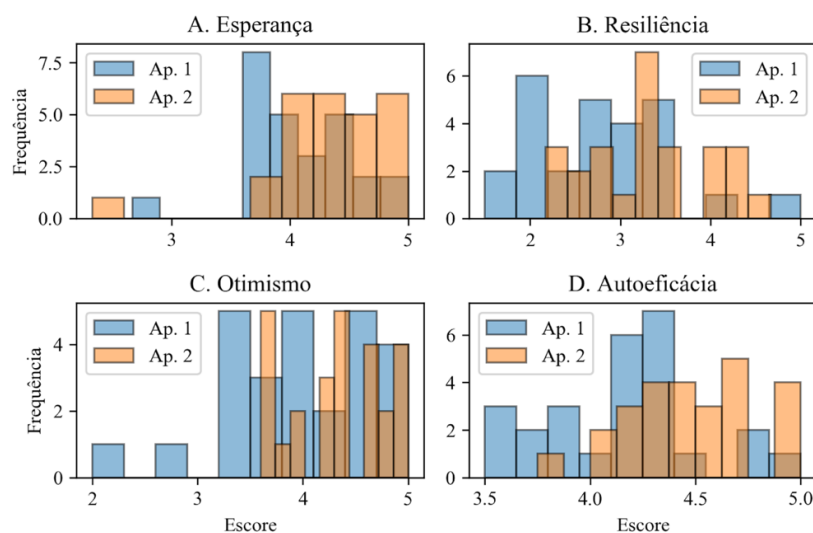 A. Esperança
Ap. 1
Ap. 2
Frequência
7.5
5.0
2.5
0.0
3
4
5
B. Resiliência
Ap. 1
Ap. 2
6
4
2
0
2
3
4
5
C. Otimismo
Ap. 1
Ap. 2
Frequência
4
2
0
2
3
4
5
Escore
D. Autoeficácia
Ap. 1
Ap. 2
6
4
2
0
3.5
4.0
4.5
5.0
Escore